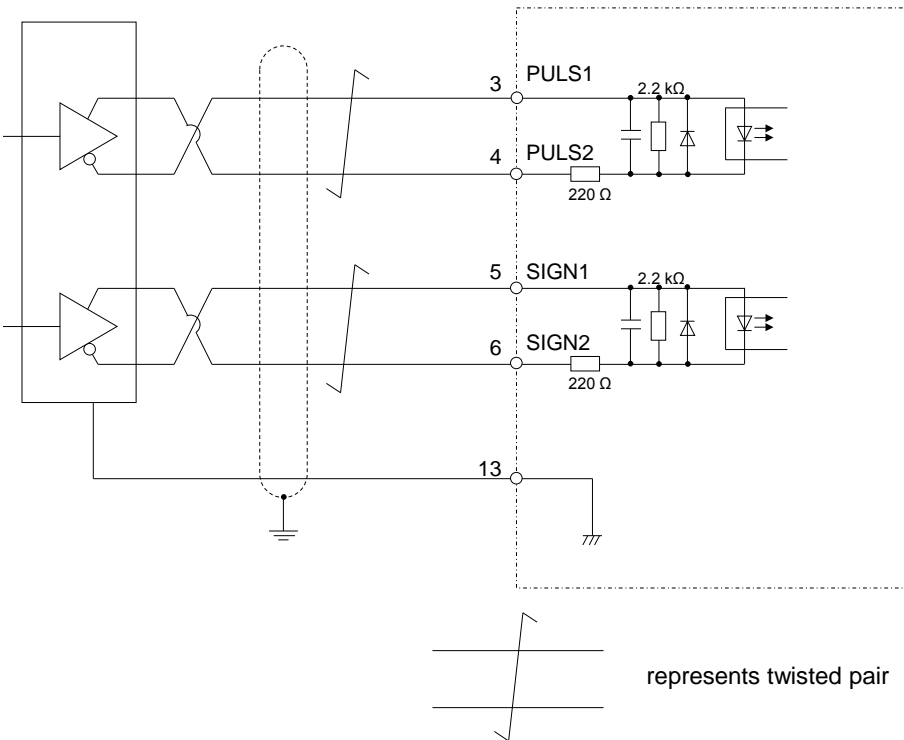 3 PULS1
2.2 kΩ
4 PULS2
220 Ω
5 SIGN1
2.2 kΩ
6 SIGN2
220 Ω
13
represents twisted pair